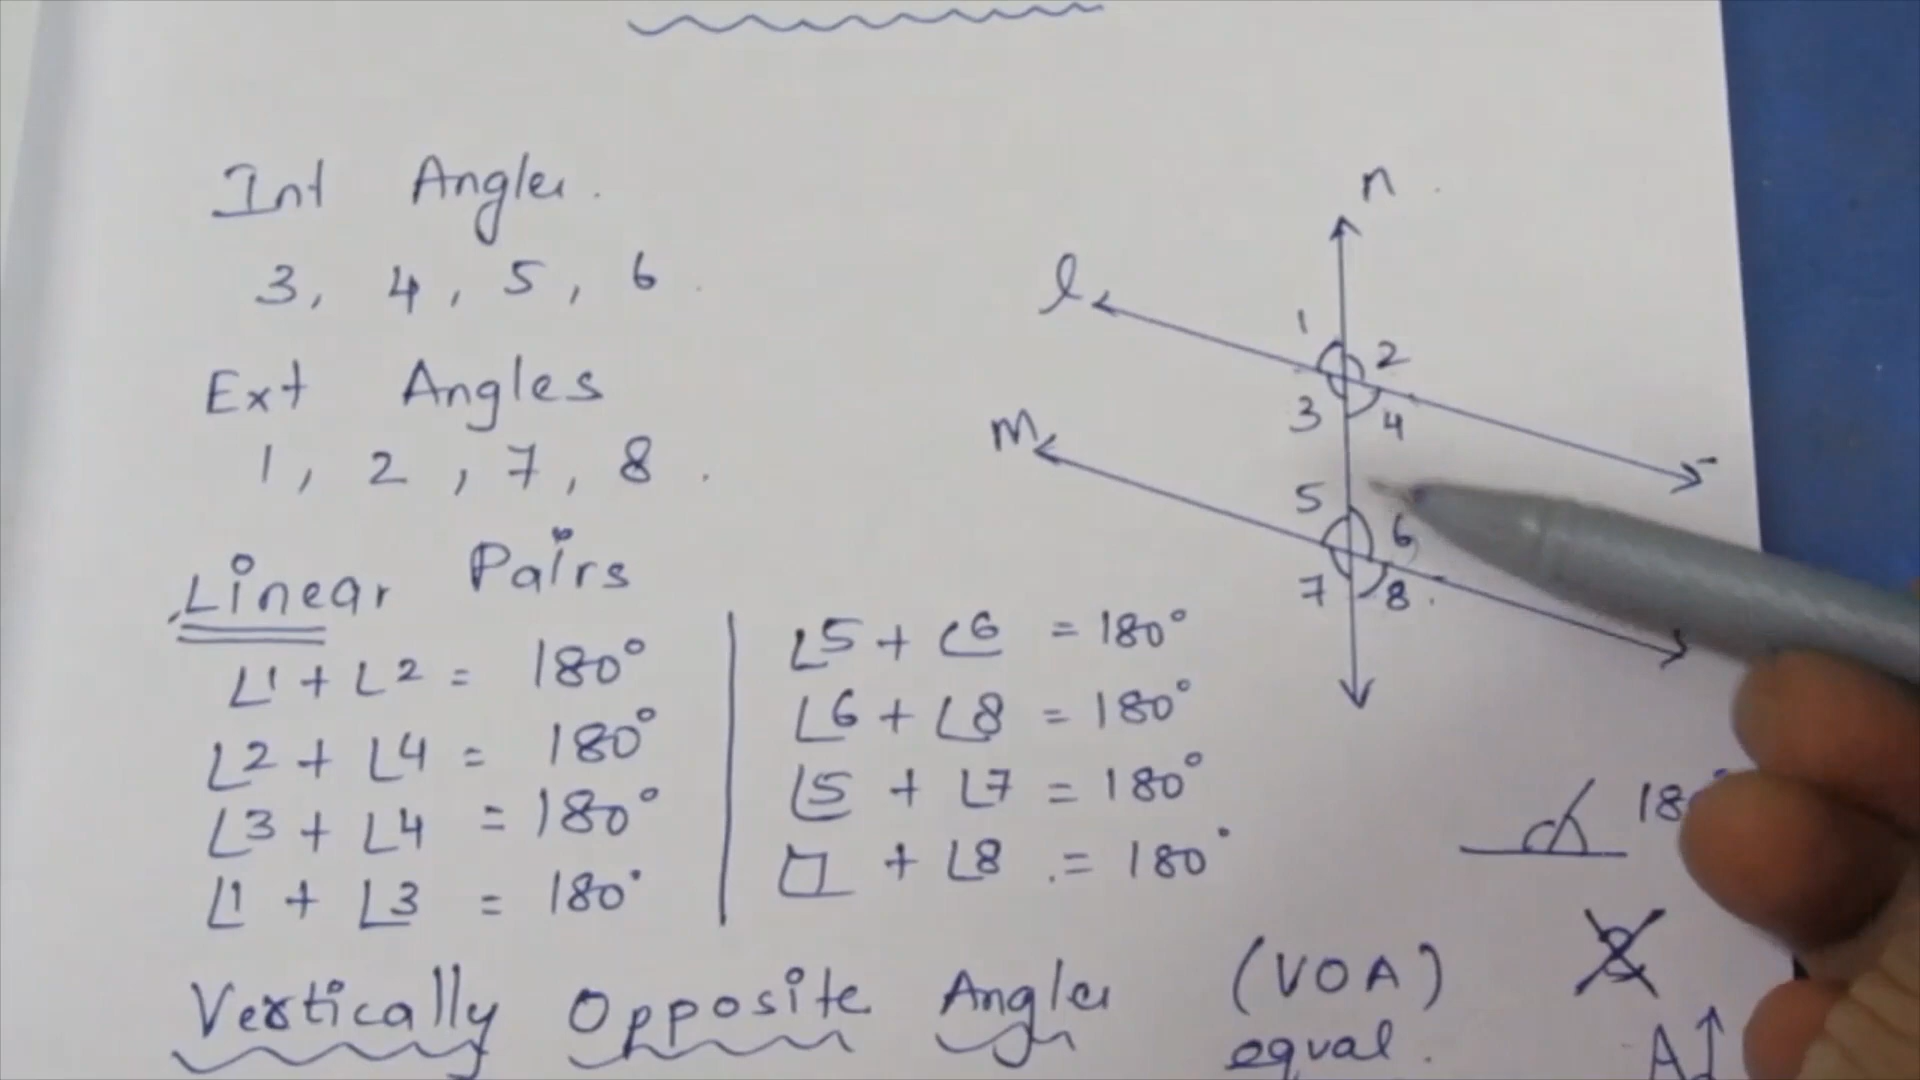 Int Angles.
3, 4, 5, 6
Ext Angles
1, 2, 7, 8
Linear Pairs
∠1 + ∠2 = 180°
∠2 + ∠4 = 180°
∠3 + ∠4 = 180°
∠1 + ∠3 = 180°
∠5 + ∠6 = 180°
∠6 + ∠8 = 180°
∠5 + ∠7 = 180°
+ ∠8 = 180°
Vertically Opposite Angles (VOA)
equal.
n
l
1 2
3 4
m
5 6
7 8
A